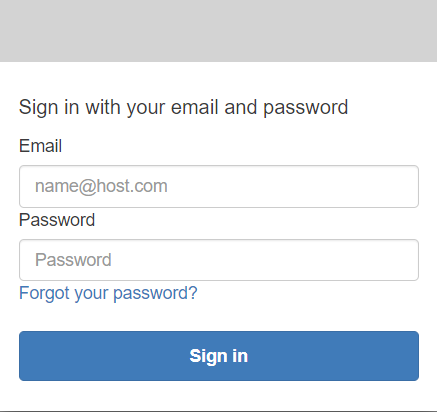 Sign in with your email and password
Email
name@host.com
Password
Password
Forgot your password?
Sign in